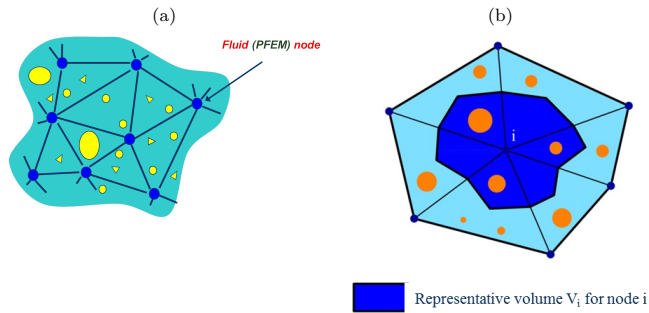 (a)
(b)
Fluid (PFEM) node
i
Representative volume Vi for node i